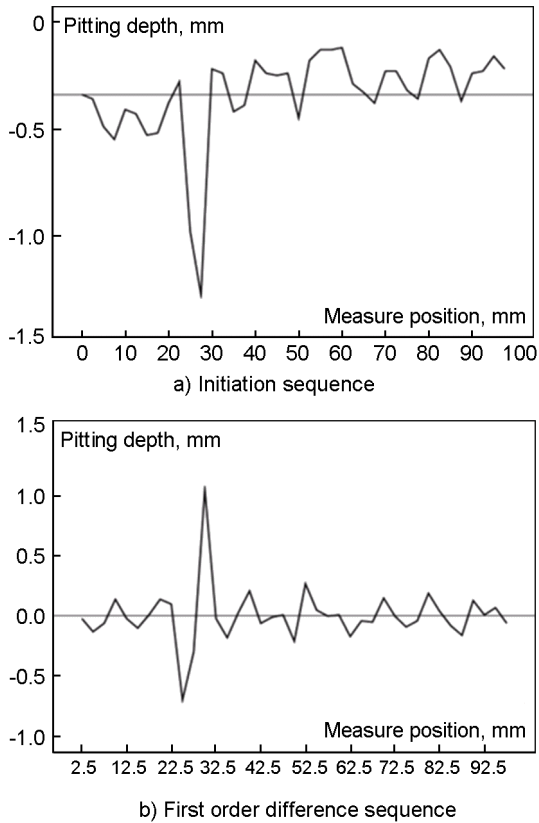 0
Pitting depth, mm
-0.5
-1.0
Measure position, mm
-1.5
0 10 20 30 40 50 60 70 80 90 100
a) Initiation sequence
1.5
Pitting depth, mm
1.0
0.5
0.0
-0.5
Measure position, mm
-1.0
2.5 12.5 22.5 32.5 42.5 52.5 62.5 72.5 82.5 92.5
b) First order difference sequence